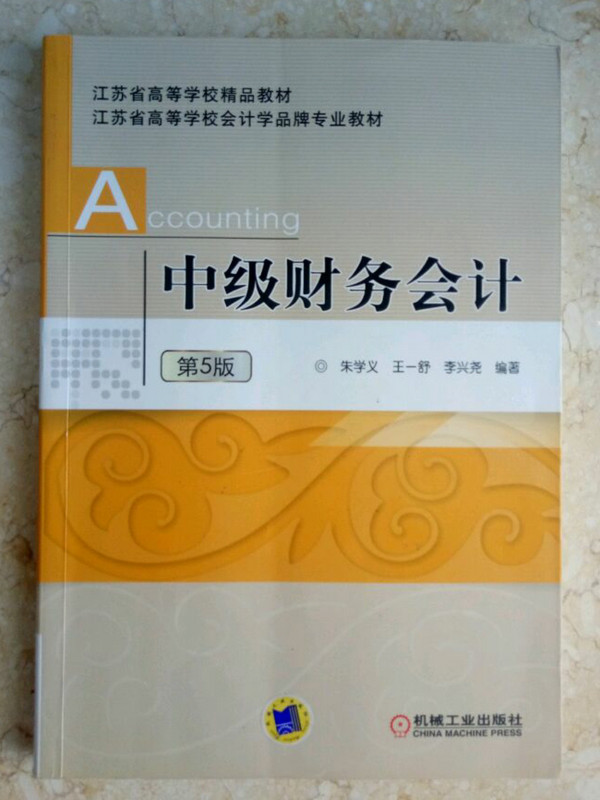 江苏省高等学校精品教材
江苏省高等学校会计学品牌专业教材
Accounting
中级财务会计
第5版
◎ 朱学义 王一舒 李兴尧 编著
机械工业出版社
CHINA MACHINE PRESS